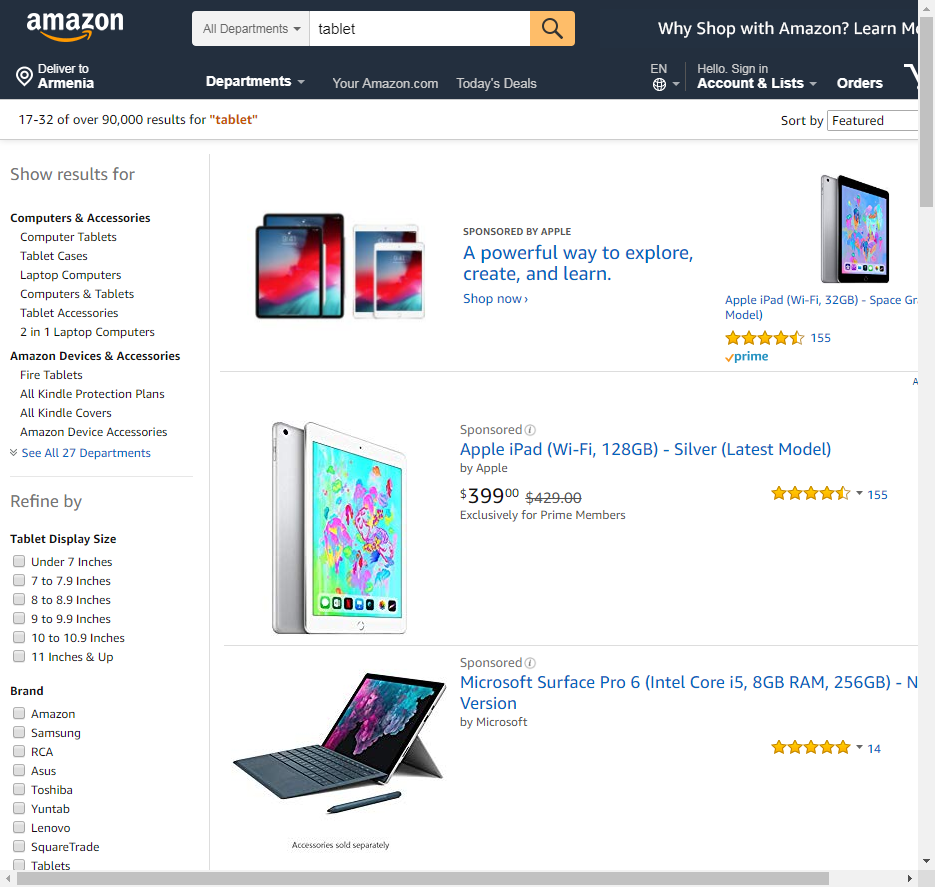 amazon
All Departments
tablet
Why Shop with Amazon? Learn Mo
Deliver to
Armenia
Departments
Your Amazon.com
Today's Deals
EN
Hello. Sign in
Account & Lists
Orders
17-32 of over 90,000 results for "tablet"
Sort by
Featured
Show results for
Computers & Accessories
Computer Tablets
Tablet Cases
Laptop Computers
Computers & Tablets
Tablet Accessories
2 in 1 Laptop Computers
Amazon Devices & Accessories
Fire Tablets
All Kindle Protection Plans
All Kindle Covers
Amazon Device Accessories
See All 27 Departments
Refine by
Tablet Display Size
Under 7 Inches
7 to 7.9 Inches
8 to 8.9 Inches
9 to 9.9 Inches
10 to 10.9 Inches
11 Inches & Up
Brand
Amazon
Samsung
RCA
Asus
Toshiba
Yuntab
Lenovo
SquareTrade
Tablets
SPONSORED BY APPLE
A powerful way to explore,
create, and learn.
Shop now ›
Apple iPad (Wi-Fi, 32GB) - Space Gr
Model)
155
prime
A
Sponsored
Apple iPad (Wi-Fi, 128GB) - Silver (Latest Model)
by Apple
$399 00 $429.00
155
Exclusively for Prime Members
Sponsored
Microsoft Surface Pro 6 (Intel Core i5, 8GB RAM, 256GB) - N
Version
by Microsoft
14
Accessories sold separately